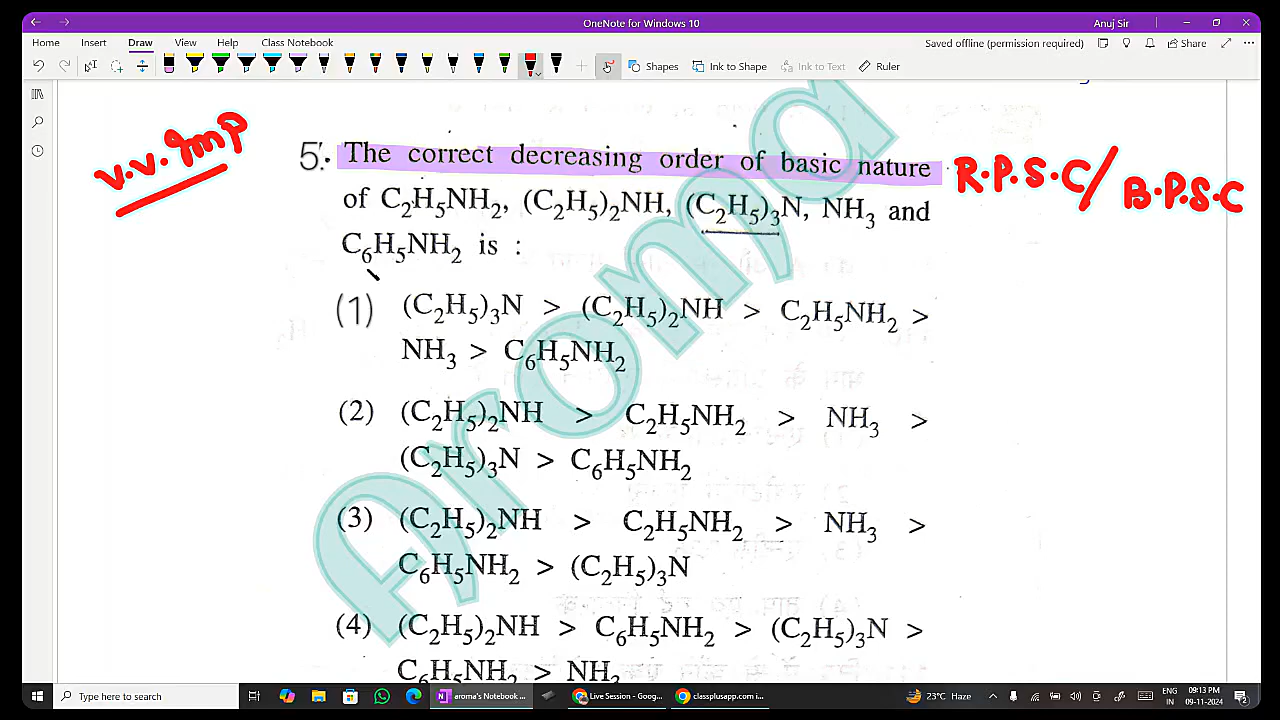 OneNote for Windows 10
Anuj Sir
Home Insert Draw View Help Class Notebook
Saved offline (permission required) Share
Shapes Ink to Shape Ink to Text Ruler
V.V. Imp
5. The correct decreasing order of basic nature
R.P.S.C/ B.P.S.C
of C₂H₅NH₂, (C₂H₅)₂NH, (C₂H₅)₃N, NH₃ and
C₆H₅NH₂ is :
(1) (C₂H₅)₃N > (C₂H₅)₂NH > C₂H₅NH₂ >
NH₃ > C₆H₅NH₂
(2) (C₂H₅)₂NH > C₂H₅NH₂ > NH₃ >
(C₂H₅)₃N > C₆H₅NH₂
(3) (C₂H₅)₂NH > C₂H₅NH₂ > NH₃ >
C₆H₅NH₂ > (C₂H₅)₃N
(4) (C₂H₅)₂NH > C₆H₅NH₂ > (C₂H₅)₃N >
C₆H₅NH₂ > NH₃
Aroma
Type here to search
aroma's Notebook ...
Live Session - Goog...
classplusapp.com i...
23°C Haze
ENG
IN
09:13 PM
09-11-2024
2